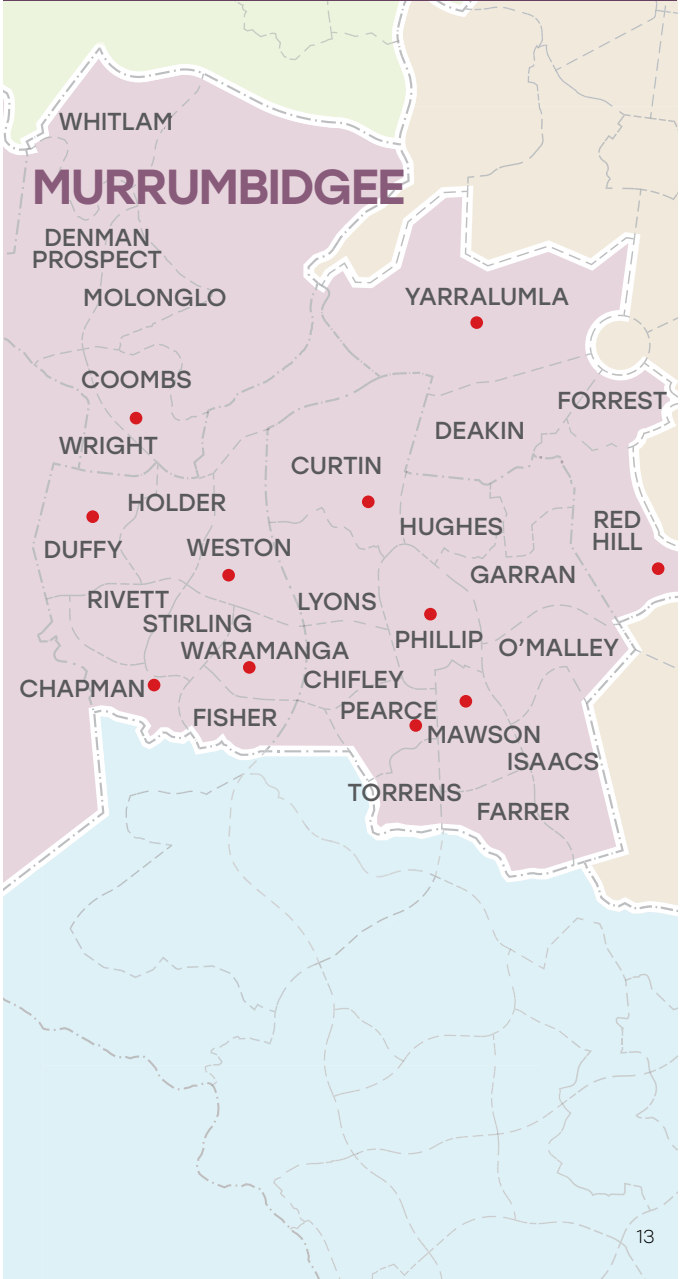 WHITLAM
MURRUMBIDGEE
DENMAN
PROSPECT
MOLONGLO
YARRALUMLA
COOMBS
FORREST
DEAKIN
WRIGHT
CURTIN
HOLDER
HUGHES
RED
HILL
DUFFY
WESTON
GARRAN
RIVETT
LYONS
STIRLING
PHILLIP
O’MALLEY
WARAMANGA
CHIFLEY
CHAPMAN
PEARCE
FISHER
MAWSON
ISAACS
TORRENS
FARRER
13